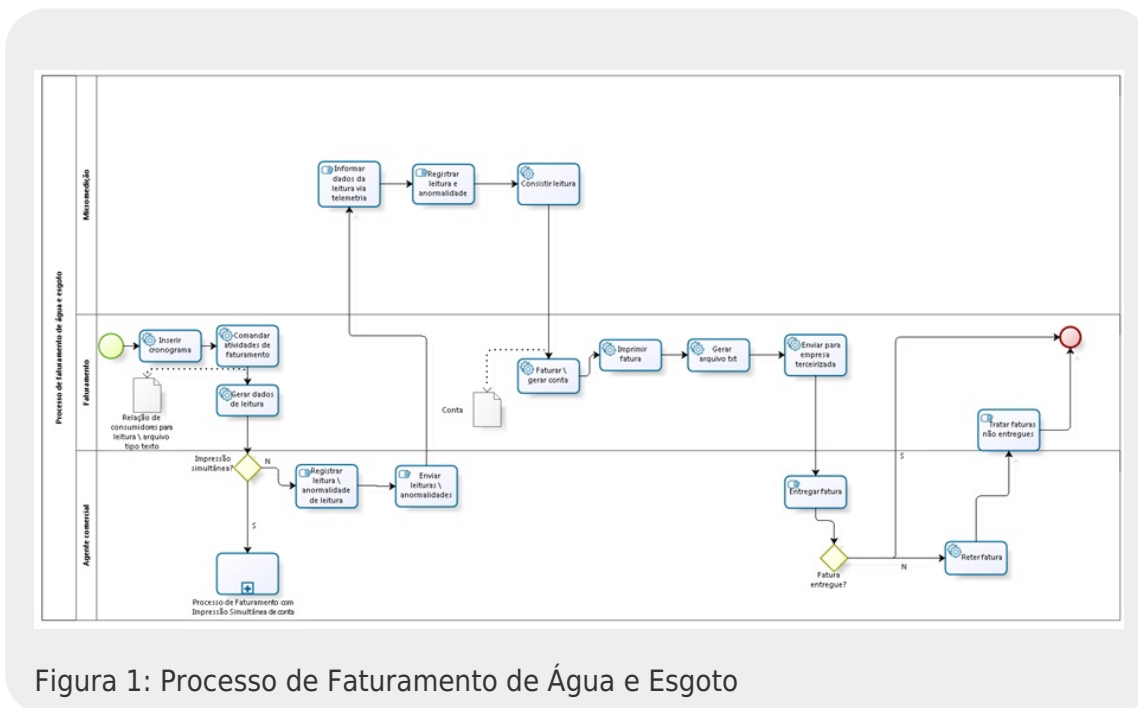 Processo de faturamento de água e esgoto
Micromedição
Informar
dados da
leitura via
telemetria
Registrar
leitura e
anormalidade
Consistir leitura
Faturamento
Inserir
cronograma
Comandar
atividades de
faturamento
Gerar dados
de leitura
Relação de
consumidores para
leitura \ arquivo
tipo texto
Conta
Faturar \
gerar conta
Imprimir
fatura
Gerar
arquivo txt
Enviar para
empresa
terceirizada
Tratar faturas
não entregues
Agente comercial
Impressão
simultânea?
N
S
Registrar
leitura \
anormalidade
de leitura
Enviar
leituras \
anormalidades
Processo de Faturamento com
Impressão Simultânea de conta
Entregar fatura
Fatura
entregue?
S
N
Reter fatura
Figura 1: Processo de Faturamento de Água e Esgoto